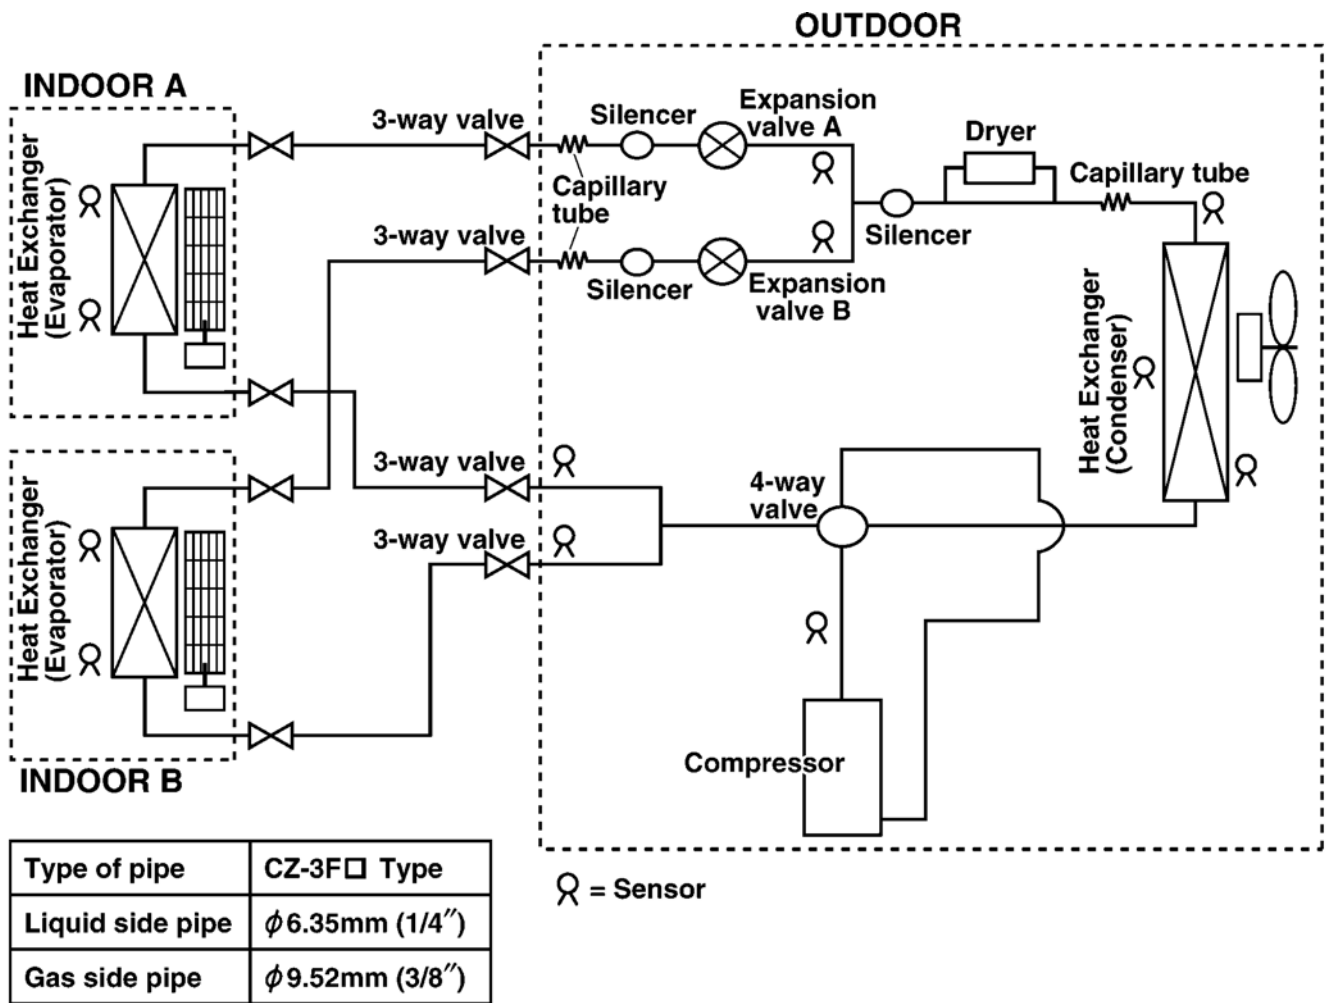 OUTDOOR
INDOOR A
Heat Exchanger
(Evaporator)
3-way valve
Silencer
Expansion
valve A
Dryer
Capillary
tube
Capillary tube
3-way valve
Silencer
Silencer
Expansion
valve B
Heat Exchanger
(Condenser)
3-way valve
4-way
valve
3-way valve
Heat Exchanger
(Evaporator)
Compressor
INDOOR B
Type of pipe CZ-3F□ Type
Liquid side pipe ϕ6.35mm (1/4″)
Gas side pipe ϕ9.52mm (3/8″)
= Sensor